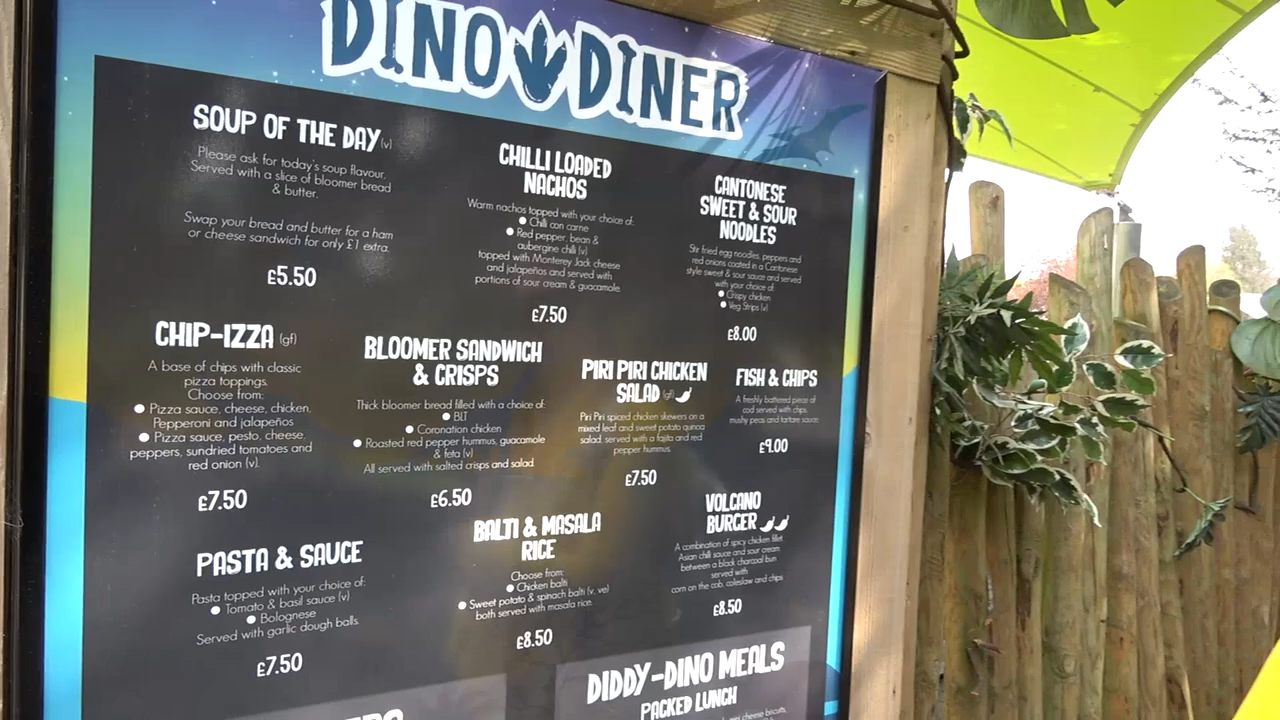 DINO DINER
SOUP OF THE DAY (v)
Please ask for today's soup flavour.
Served with a slice of bloomer bread
& butter.
Swap your bread and butter for a ham
or cheese sandwich for only £1 extra.
£5.50
CHILLI LOADED
NACHOS
Warm nachos topped with your choice of:
● Chilli con carne
● Red pepper, bean &
aubergine chilli (v)
topped with Monterey Jack cheese
and jalapeños and served with
portions of sour cream & guacamole.
£7.50
CANTONESE
SWEET & SOUR
NOODLES
Stir fried egg noodles, peppers and
red onions coated in a Cantonese
style sweet & sour sauce and served
with your choice of:
● Crispy chicken
● Veg Strips (v)
£8.00
CHIP-IZZA (gf)
A base of chips with classic
pizza toppings.
Choose from:
● Pizza sauce, cheese, chicken,
Pepperoni and jalapeños
● Pizza sauce, pesto, cheese,
peppers, sundried tomatoes and
red onion (v).
£7.50
BLOOMER SANDWICH
& CRISPS
Thick bloomer bread filled with a choice of:
● BLT
● Coronation chicken
● Roasted red pepper hummus, guacamole
& feta (v)
All served with salted crisps and salad.
£6.50
PIRI PIRI CHICKEN
SALAD (gf)
Piri Piri spiced chicken skewers on a
mixed leaf and sweet potato quinoa
salad, served with a fajita and red
pepper hummus.
£7.50
FISH & CHIPS
A freshly battered piece of
cod served with chips,
mushy peas and tartare sauce
£9.00
PASTA & SAUCE
Pasta topped with your choice of:
● Tomato & basil sauce (v)
● Bolognese
Served with garlic dough balls.
£7.50
BALTI & MASALA
RICE
Choose from:
● Chicken balti
● Sweet potato & spinach balti (v, ve)
both served with masala rice.
£8.50
VOLCANO
BURGER
A combination of spicy chicken fillet,
Asian chilli sauce and sour cream
between a black charcoal bun
served with
corn on the cob, coleslaw and chips
£8.50
DIDDY-DINO MEALS
PACKED LUNCH
cheese biscuits,